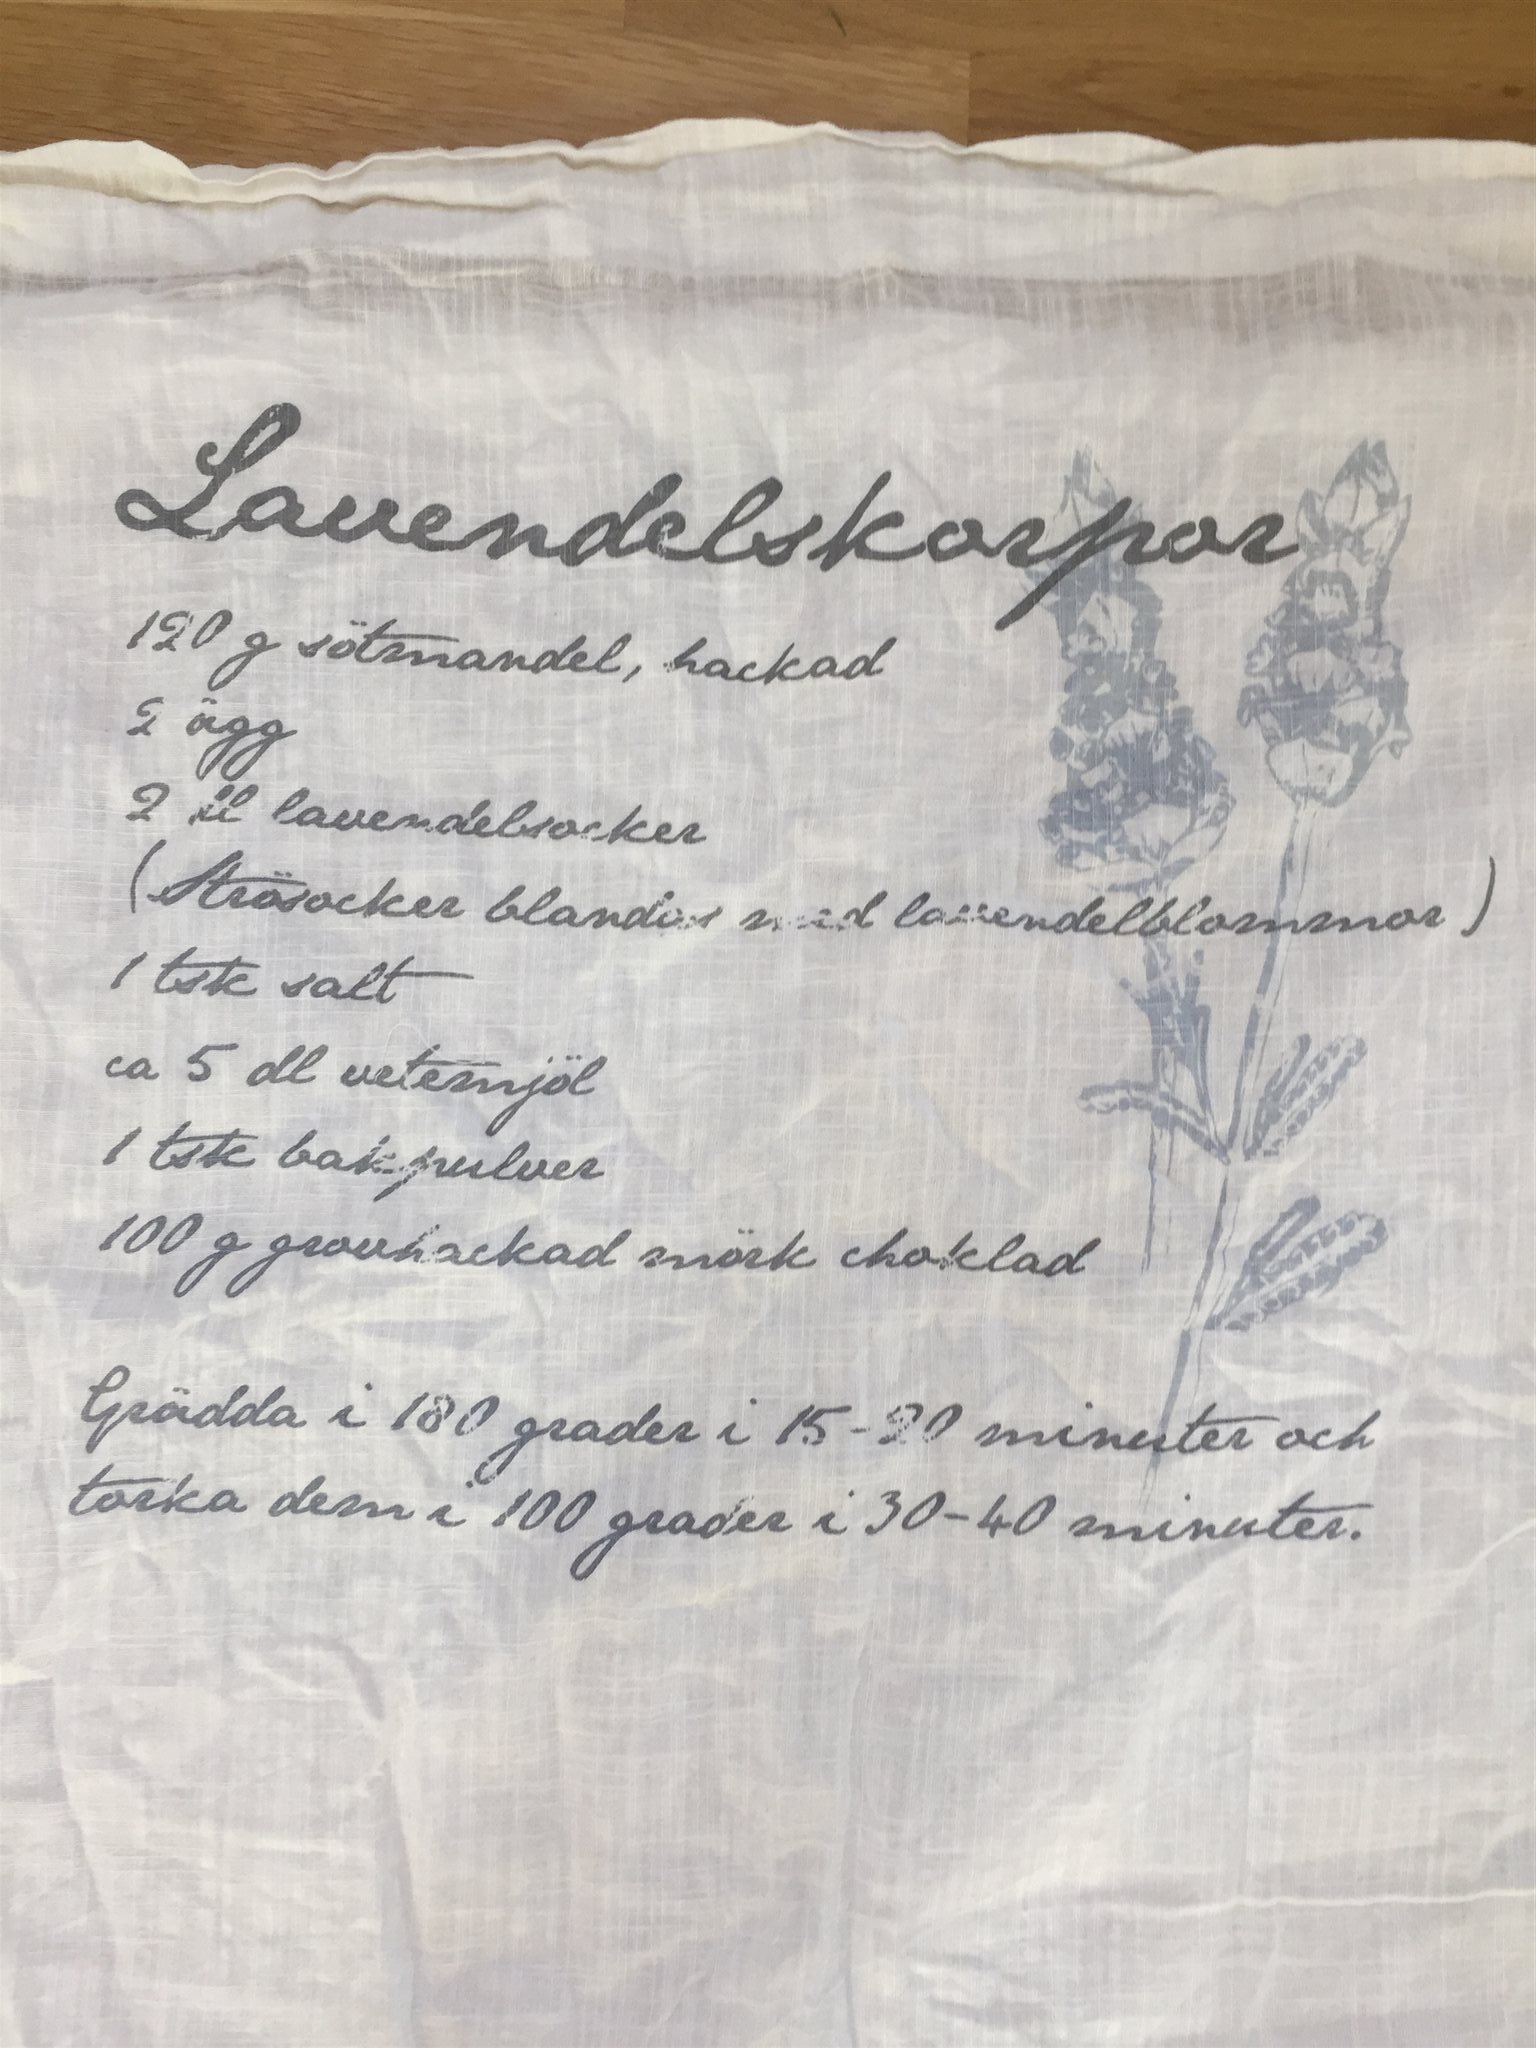 Lavendelskorpor
120 g sötmandel, hackad
2 ägg
2 dl lavendelsocker
(Strösocker blandas med lavendelblommor)
1 tsk salt
ca 5 dl vetemjöl
1 tsk bakpulver
100 g grovhackad mörk choklad
Grädda i 180 grader i 15-20 minuter och
torka dem i 100 grader i 30-40 minuter.